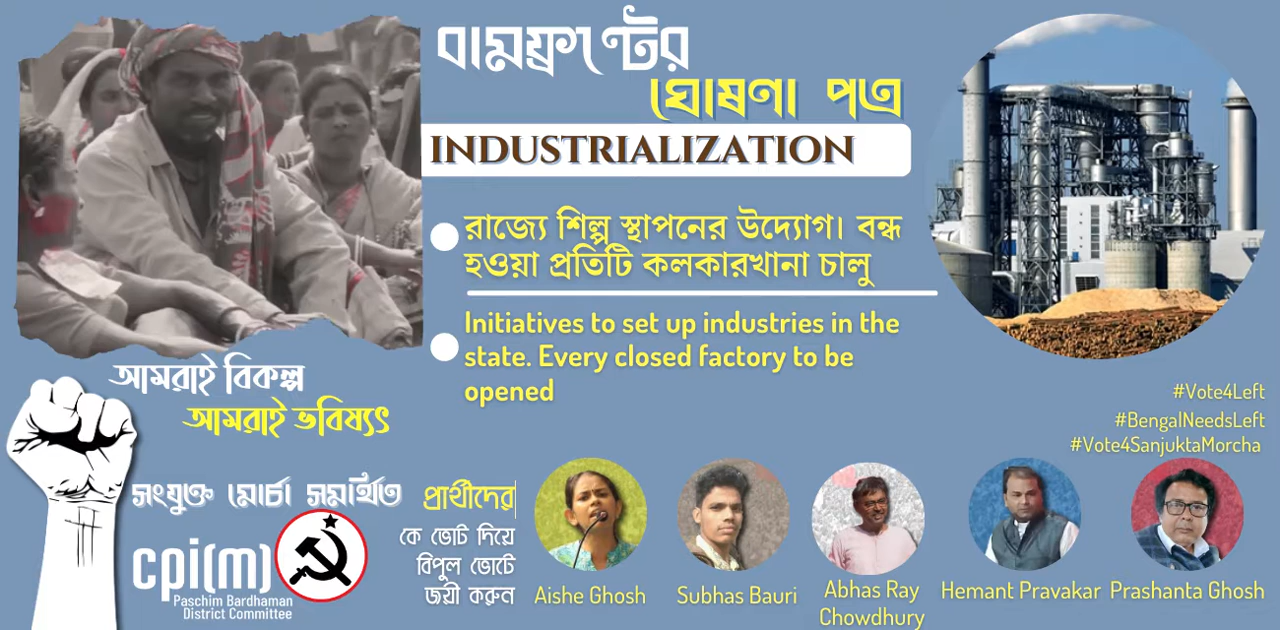 বামফ্রন্টের
ঘোষণা পত্র
INDUSTRIALIZATION
রাজ্যে শিল্প স্থাপনের উদ্যোগ। বন্ধ
হওয়া প্রতিটি কলকারখানা চালু
Initiatives to set up industries in the
state. Every closed factory to be
opened
আমরাই বিকল্প
আমরাই ভবিষ্যৎ
#Vote4Left
#BengalNeedsLeft
#Vote4SanjuktaMorcha
সংযুক্ত মোর্চা সমর্থিত
cpi(m)
Paschim Bardhaman
District Committee
প্রার্থীদের
কে ভোট দিয়ে
বিপুল ভোটে
জয়ী করুন
Aishe Ghosh
Subhas Bauri
Abhas Ray
Chowdhury
Hemant Pravakar
Prashanta Ghosh